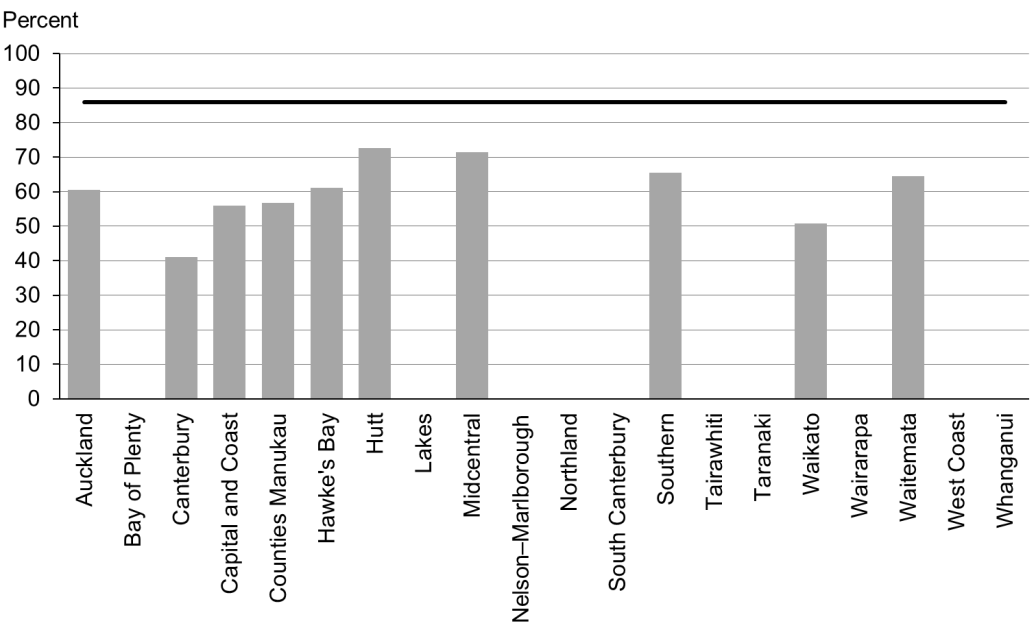 Percent
100
90
80
70
60
50
40
30
20
10
0
Auckland
Bay of Plenty
Canterbury
Capital and Coast
Counties Manukau
Hawke's Bay
Hutt
Lakes
Midcentral
Nelson–Marlborough
Northland
South Canterbury
Southern
Tairawhiti
Taranaki
Waikato
Wairarapa
Waitemata
West Coast
Whanganui